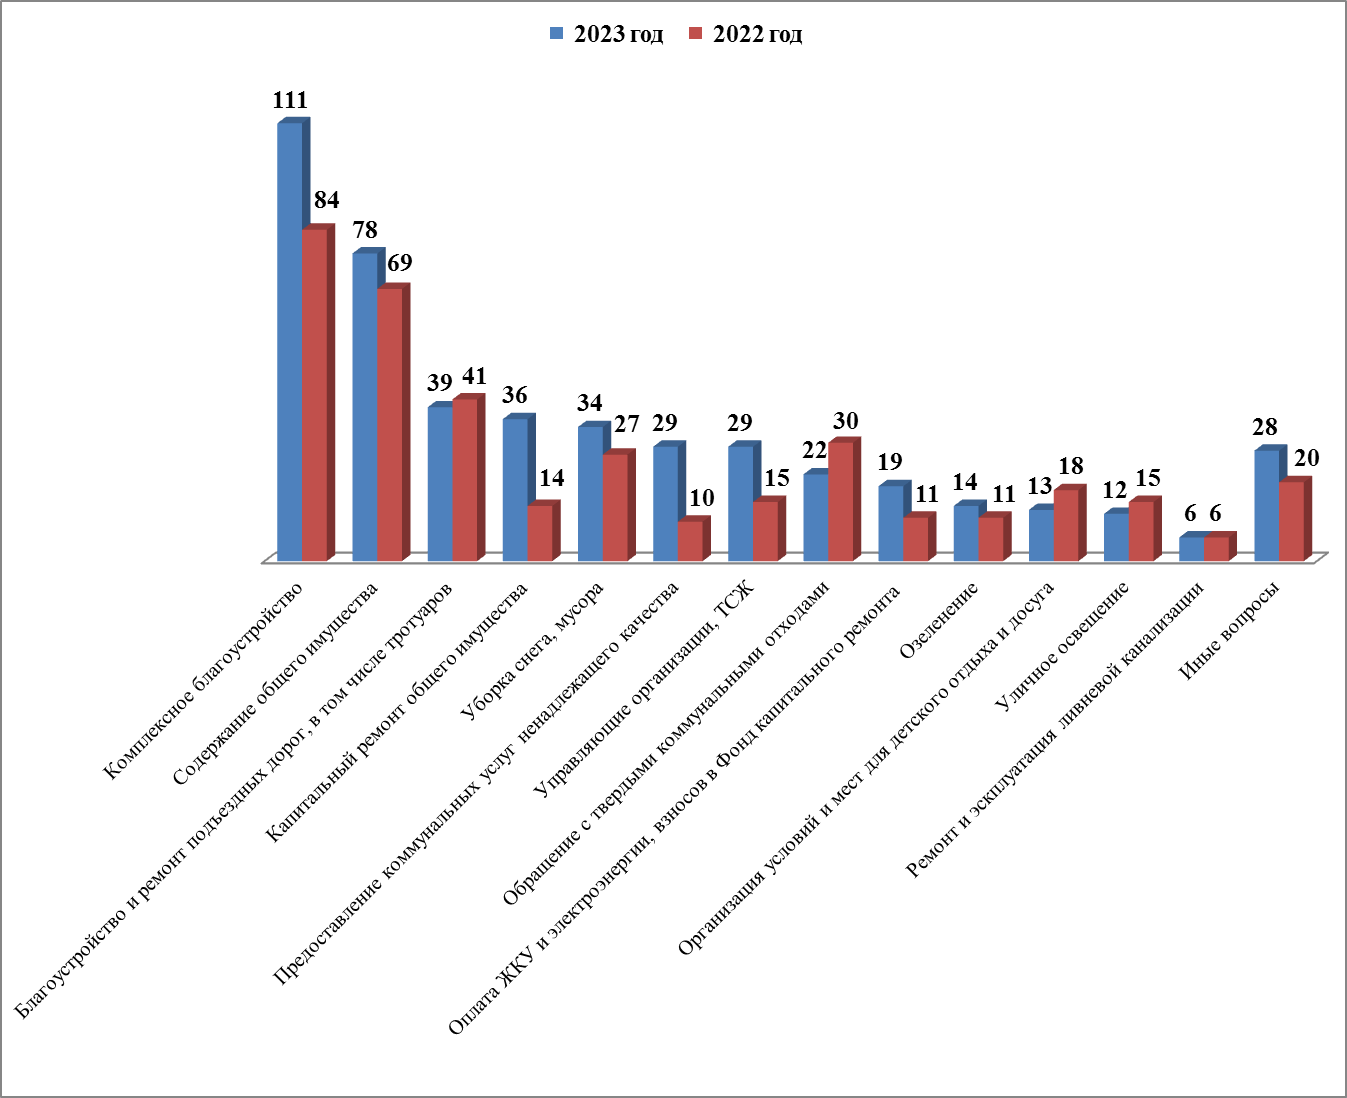 2023 год 2022 год
111
84
78
69
39
41
36
14
34
27
29
10
29
15
22
30
19
11
14
11
13
18
12
15
6
6
28
20
Комплексное благоустройство
Содержание общего имущества
Благоустройство и ремонт подъездных дорог, в том числе тротуаров
Капитальный ремонт общего имущества
Уборка снега, мусора
Предоставление коммунальных услуг ненадлежащего качества
Управляющие организации, ТСЖ
Обращение с твердыми коммунальными отходами
Оплата ЖКУ и электроэнергии, взносов в Фонд капитального ремонта
Озеленение
Организация условий и мест для детского отдыха и досуга
Уличное освещение
Ремонт и эскплуатация ливневой канализации
Иные вопросы